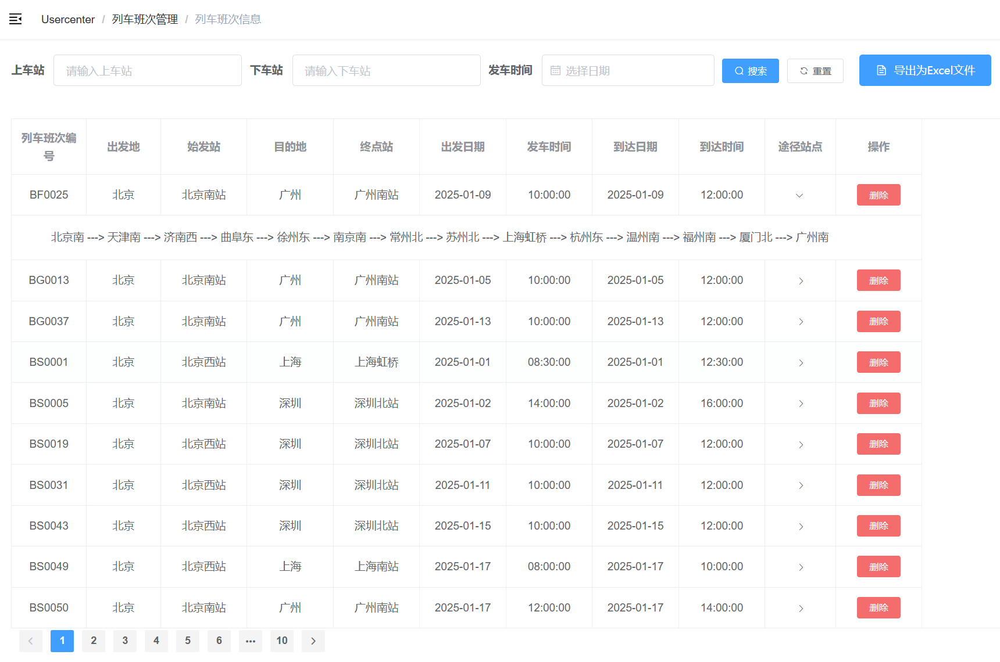 Usercenter / 列车班次管理 / 列车班次信息
上车站 请输入上车站 下车站 请输入下车站 发车时间 选择日期 搜索 重置 导出为Excel文件
列车班次编号 出发地 始发站 目的地 终点站 出发日期 发车时间 到达日期 到达时间 途径站点 操作
BF0025 北京 北京南站 广州 广州南站 2025-01-09 10:00:00 2025-01-09 12:00:00 删除
北京南 ---> 天津南 ---> 济南西 ---> 曲阜东 ---> 徐州东 ---> 南京南 ---> 常州北 ---> 苏州北 ---> 上海虹桥 ---> 杭州东 ---> 温州南 ---> 福州南 ---> 厦门北 ---> 广州南
BG0013 北京 北京南站 广州 广州南站 2025-01-05 10:00:00 2025-01-05 12:00:00 删除
BG0037 北京 北京南站 广州 广州南站 2025-01-13 10:00:00 2025-01-13 12:00:00 删除
BS0001 北京 北京西站 上海 上海虹桥 2025-01-01 08:30:00 2025-01-01 12:30:00 删除
BS0005 北京 北京南站 深圳 深圳北站 2025-01-02 14:00:00 2025-01-02 16:00:00 删除
BS0019 北京 北京西站 深圳 深圳北站 2025-01-07 10:00:00 2025-01-07 12:00:00 删除
BS0031 北京 北京西站 深圳 深圳北站 2025-01-11 10:00:00 2025-01-11 12:00:00 删除
BS0043 北京 北京西站 深圳 深圳北站 2025-01-15 10:00:00 2025-01-15 12:00:00 删除
BS0049 北京 北京西站 上海 上海南站 2025-01-17 08:00:00 2025-01-17 10:00:00 删除
BS0050 北京 北京南站 广州 广州南站 2025-01-17 12:00:00 2025-01-17 14:00:00 删除
1 2 3 4 5 6 ••• 10